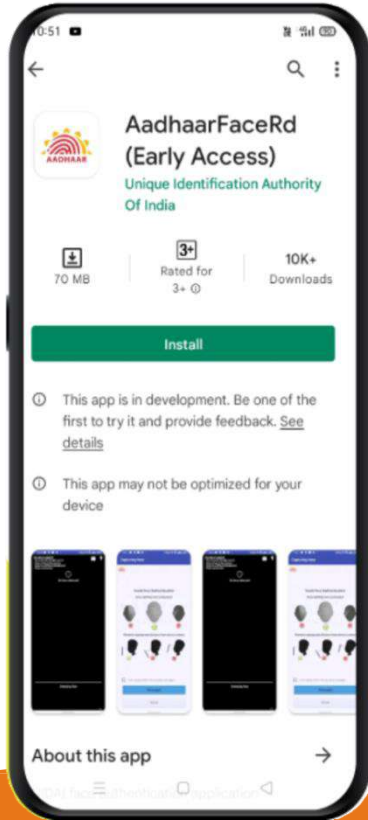 0:51
AADHAAR
AadhaarFaceRd
(Early Access)
Unique Identification Authority
Of India
70 MB
3+
Rated for
3+
10K+
Downloads
Install
This app is in development. Be one of the
first to try it and provide feedback. See
details
This app may not be optimized for your
device
About this app